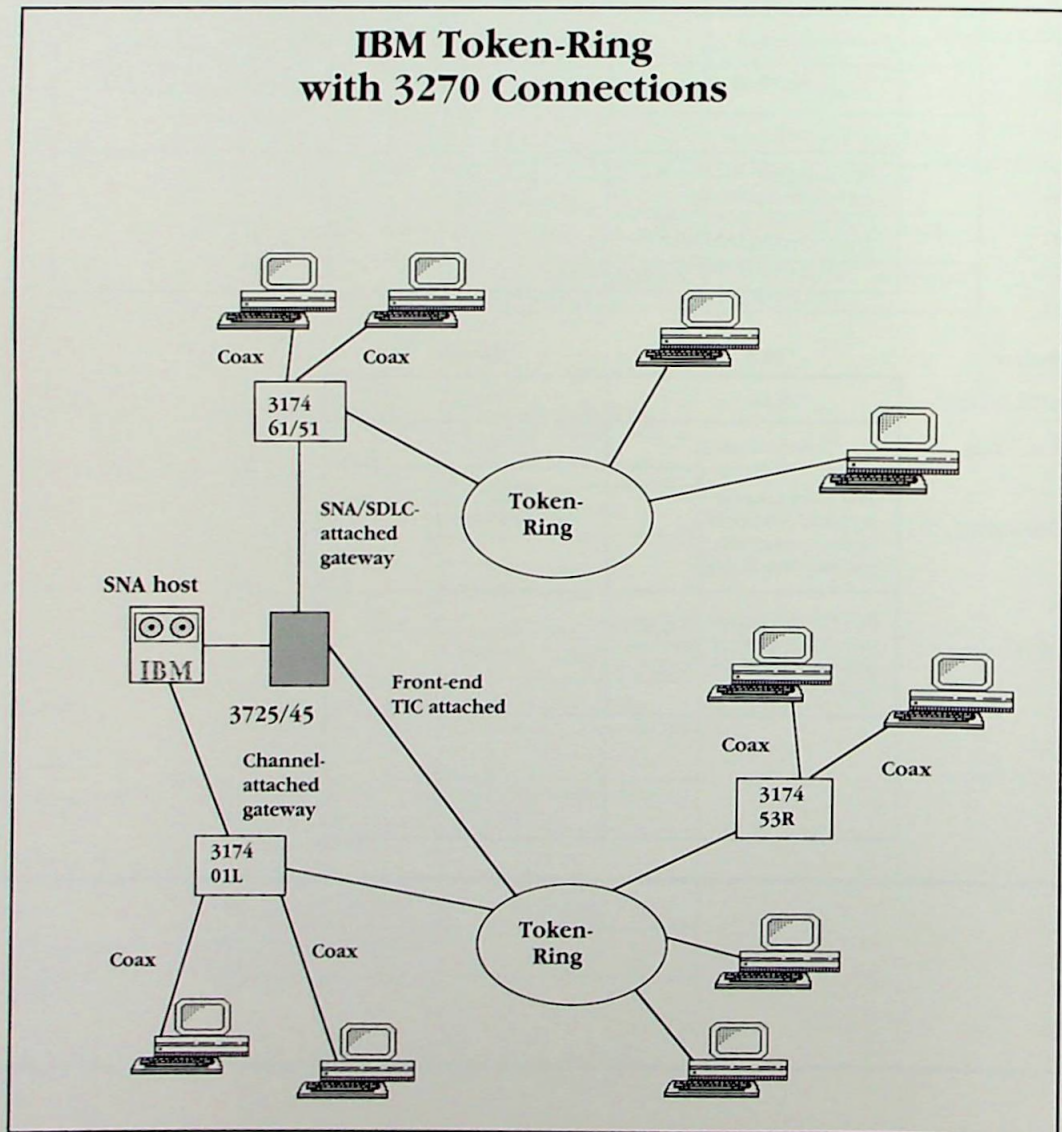 IBM Token-Ring
with 3270 Connections
Coax
Coax
3174
61/51
Token-
Ring
SNA/SDLC-
attached
gateway
SNA host
IBM
3725/45
Front-end
TIC attached
Channel-
attached
gateway
Coax
Coax
3174
53R
3174
01L
Token-
Ring
Coax
Coax